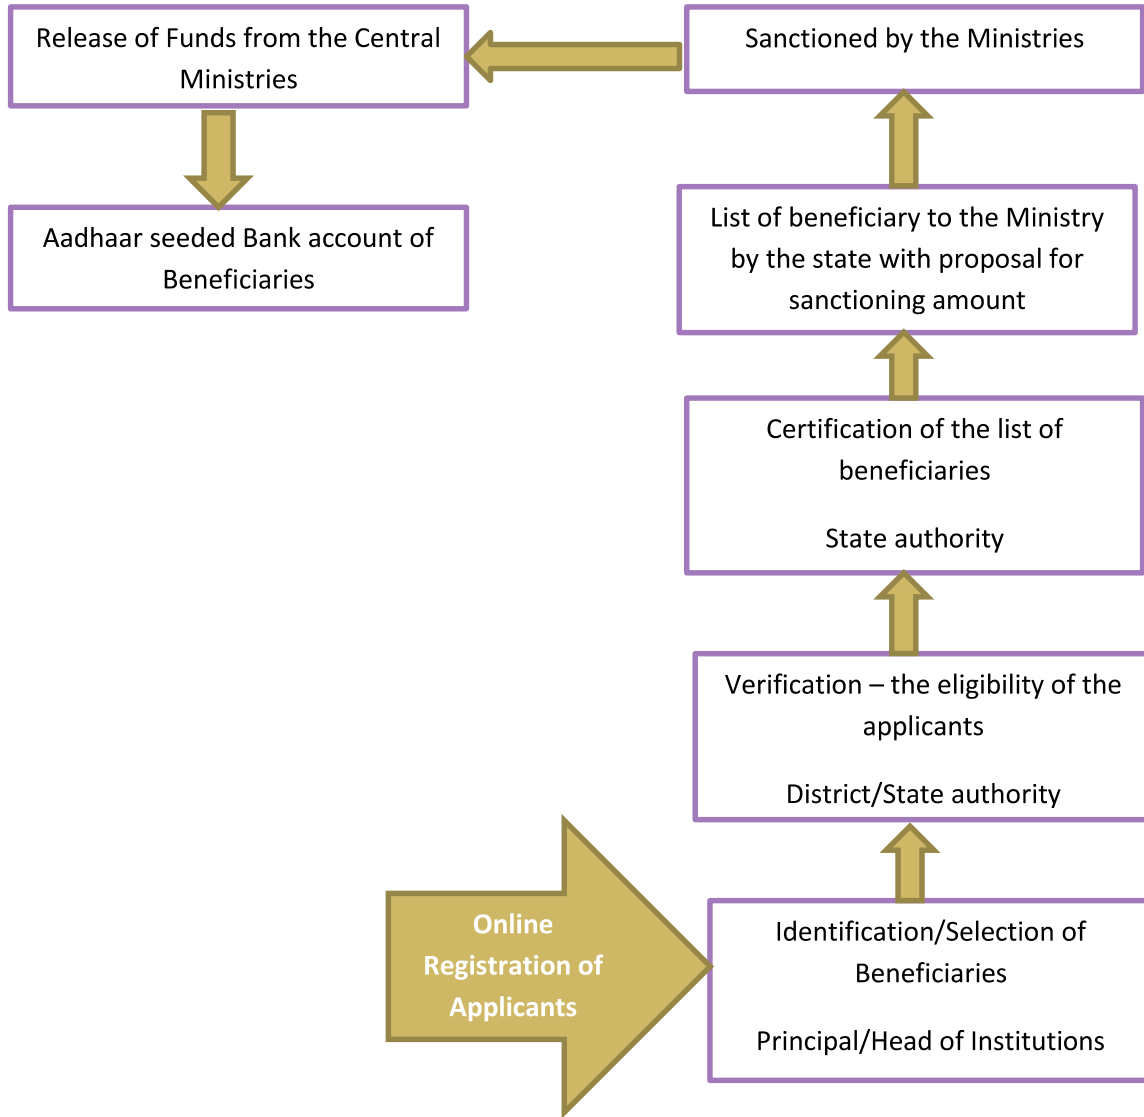 Release of Funds from the Central
Ministries
Sanctioned by the Ministries
Aadhaar seeded Bank account of
Beneficiaries
List of beneficiary to the Ministry
by the state with proposal for
sanctioning amount
Certification of the list of
beneficiaries
State authority
Verification – the eligibility of the
applicants
District/State authority
Online
Registration of
Applicants
Identification/Selection of
Beneficiaries
Principal/Head of Institutions